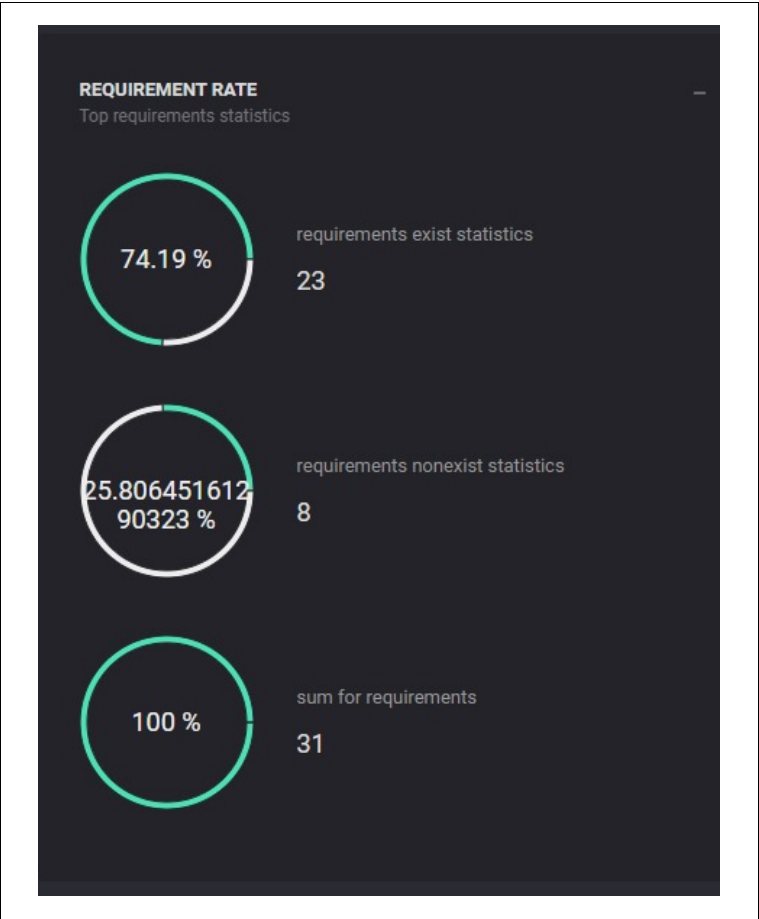 REQUIREMENT RATE
Top requirements statistics
74.19 %
requirements exist statistics
23
25.806451612
90323 %
requirements nonexist statistics
8
100 %
sum for requirements
31